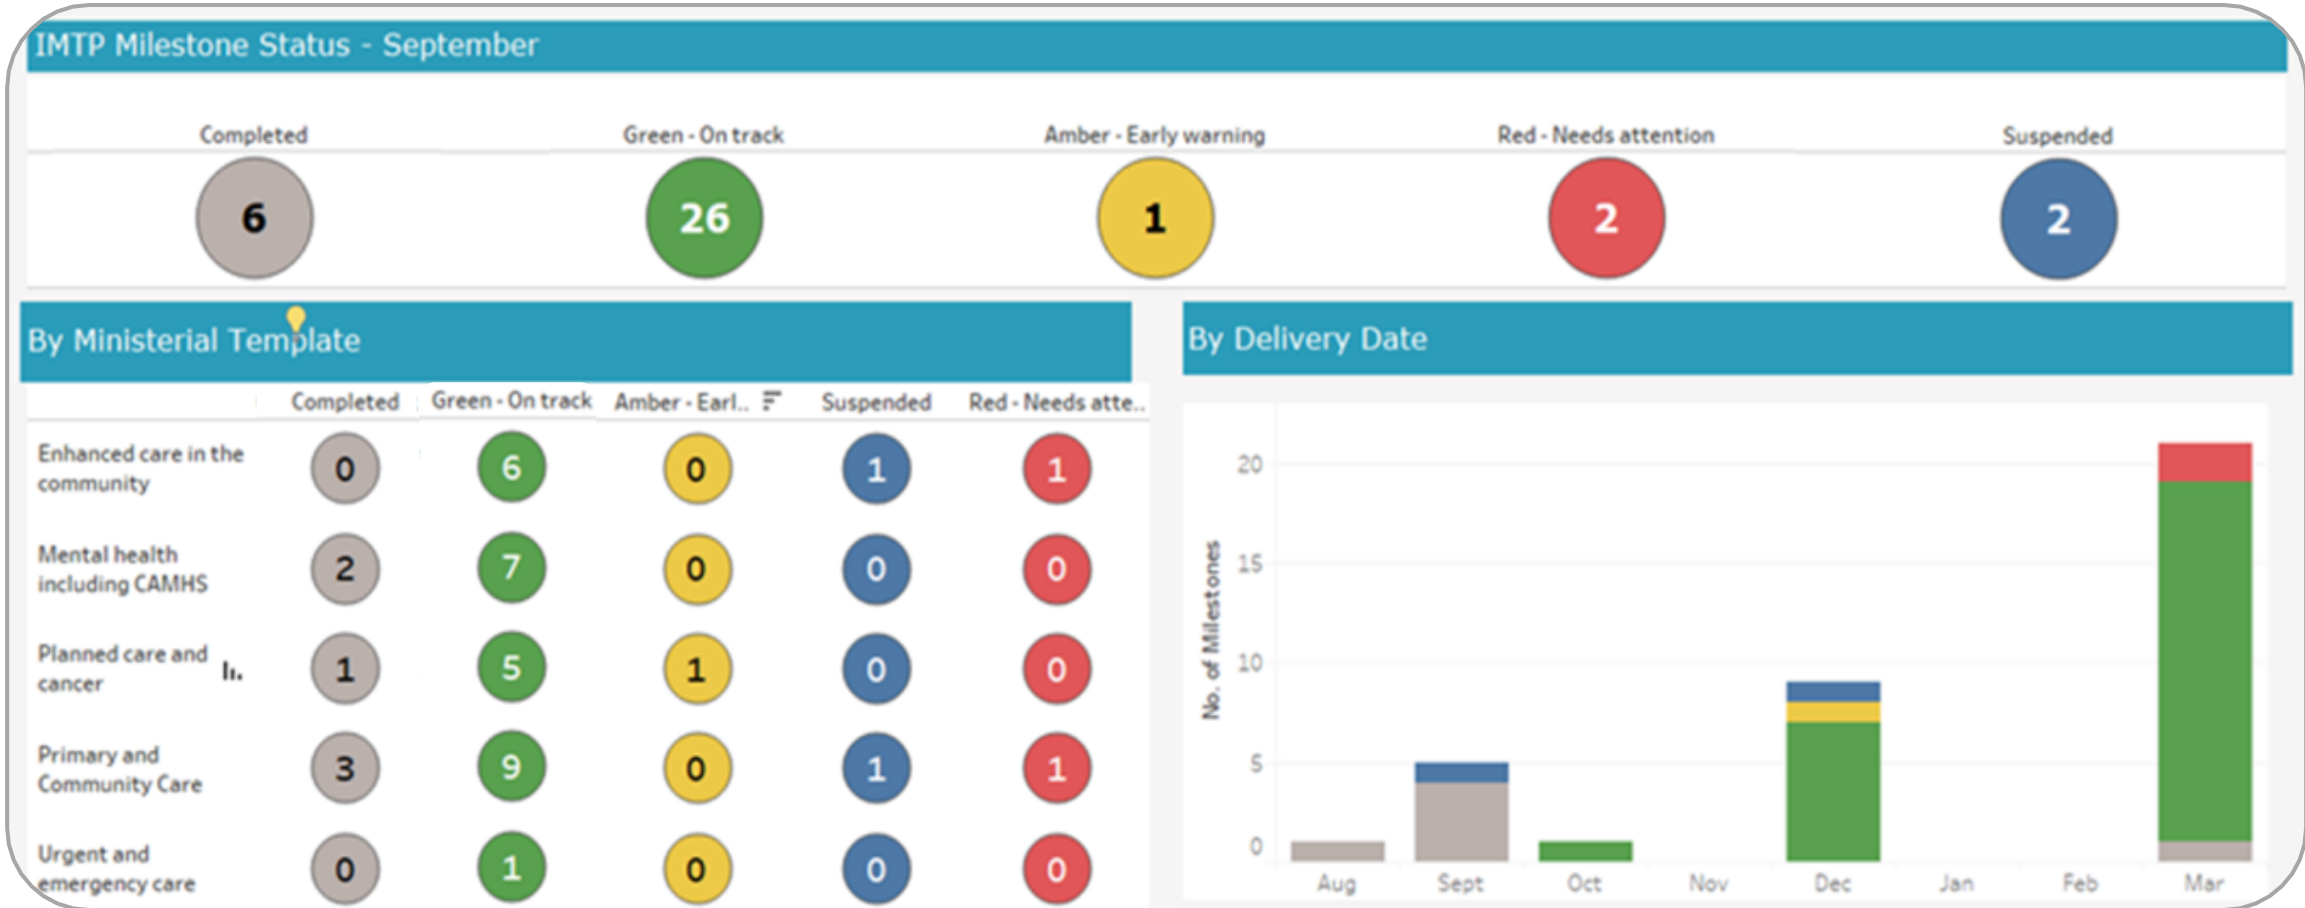 IMTP Milestone Status - September
Completed
Green - On track
Amber - Early warning
Red - Needs attention
Suspended
6
26
1
2
2
By Ministerial Template
Completed
Green - On track
Amber - Earl..
Suspended
Red - Needs atte..
Enhanced care in the
community
0
6
0
1
1
Mental health
including CAMHS
2
7
0
0
0
Planned care and
cancer
1
5
1
0
0
Primary and
Community Care
3
9
0
1
1
Urgent and
emergency care
0
1
0
0
0
By Delivery Date
No. of Milestones
20
15
10
5
0
Aug
Sept
Oct
Nov
Dec
Jan
Feb
Mar